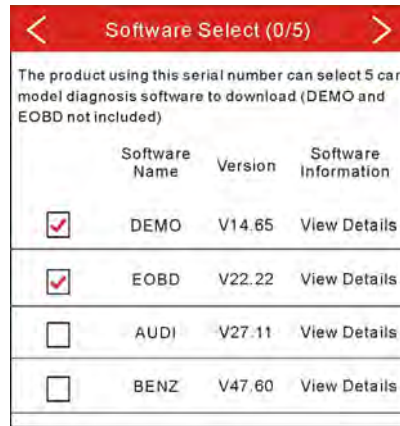 Software Select (0/5)
The product using this serial number can select 5 car
model diagnosis software to download (DEMO and
EOBD not included)
Software Name Version Software Information
DEMO V14.65 View Details
EOBD V22.22 View Details
AUDI V27.11 View Details
BENZ V47.60 View Details